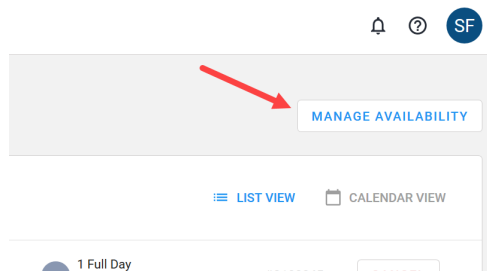 SF
MANAGE AVAILABILITY
LIST VIEW
CALENDAR VIEW
1 Full Day